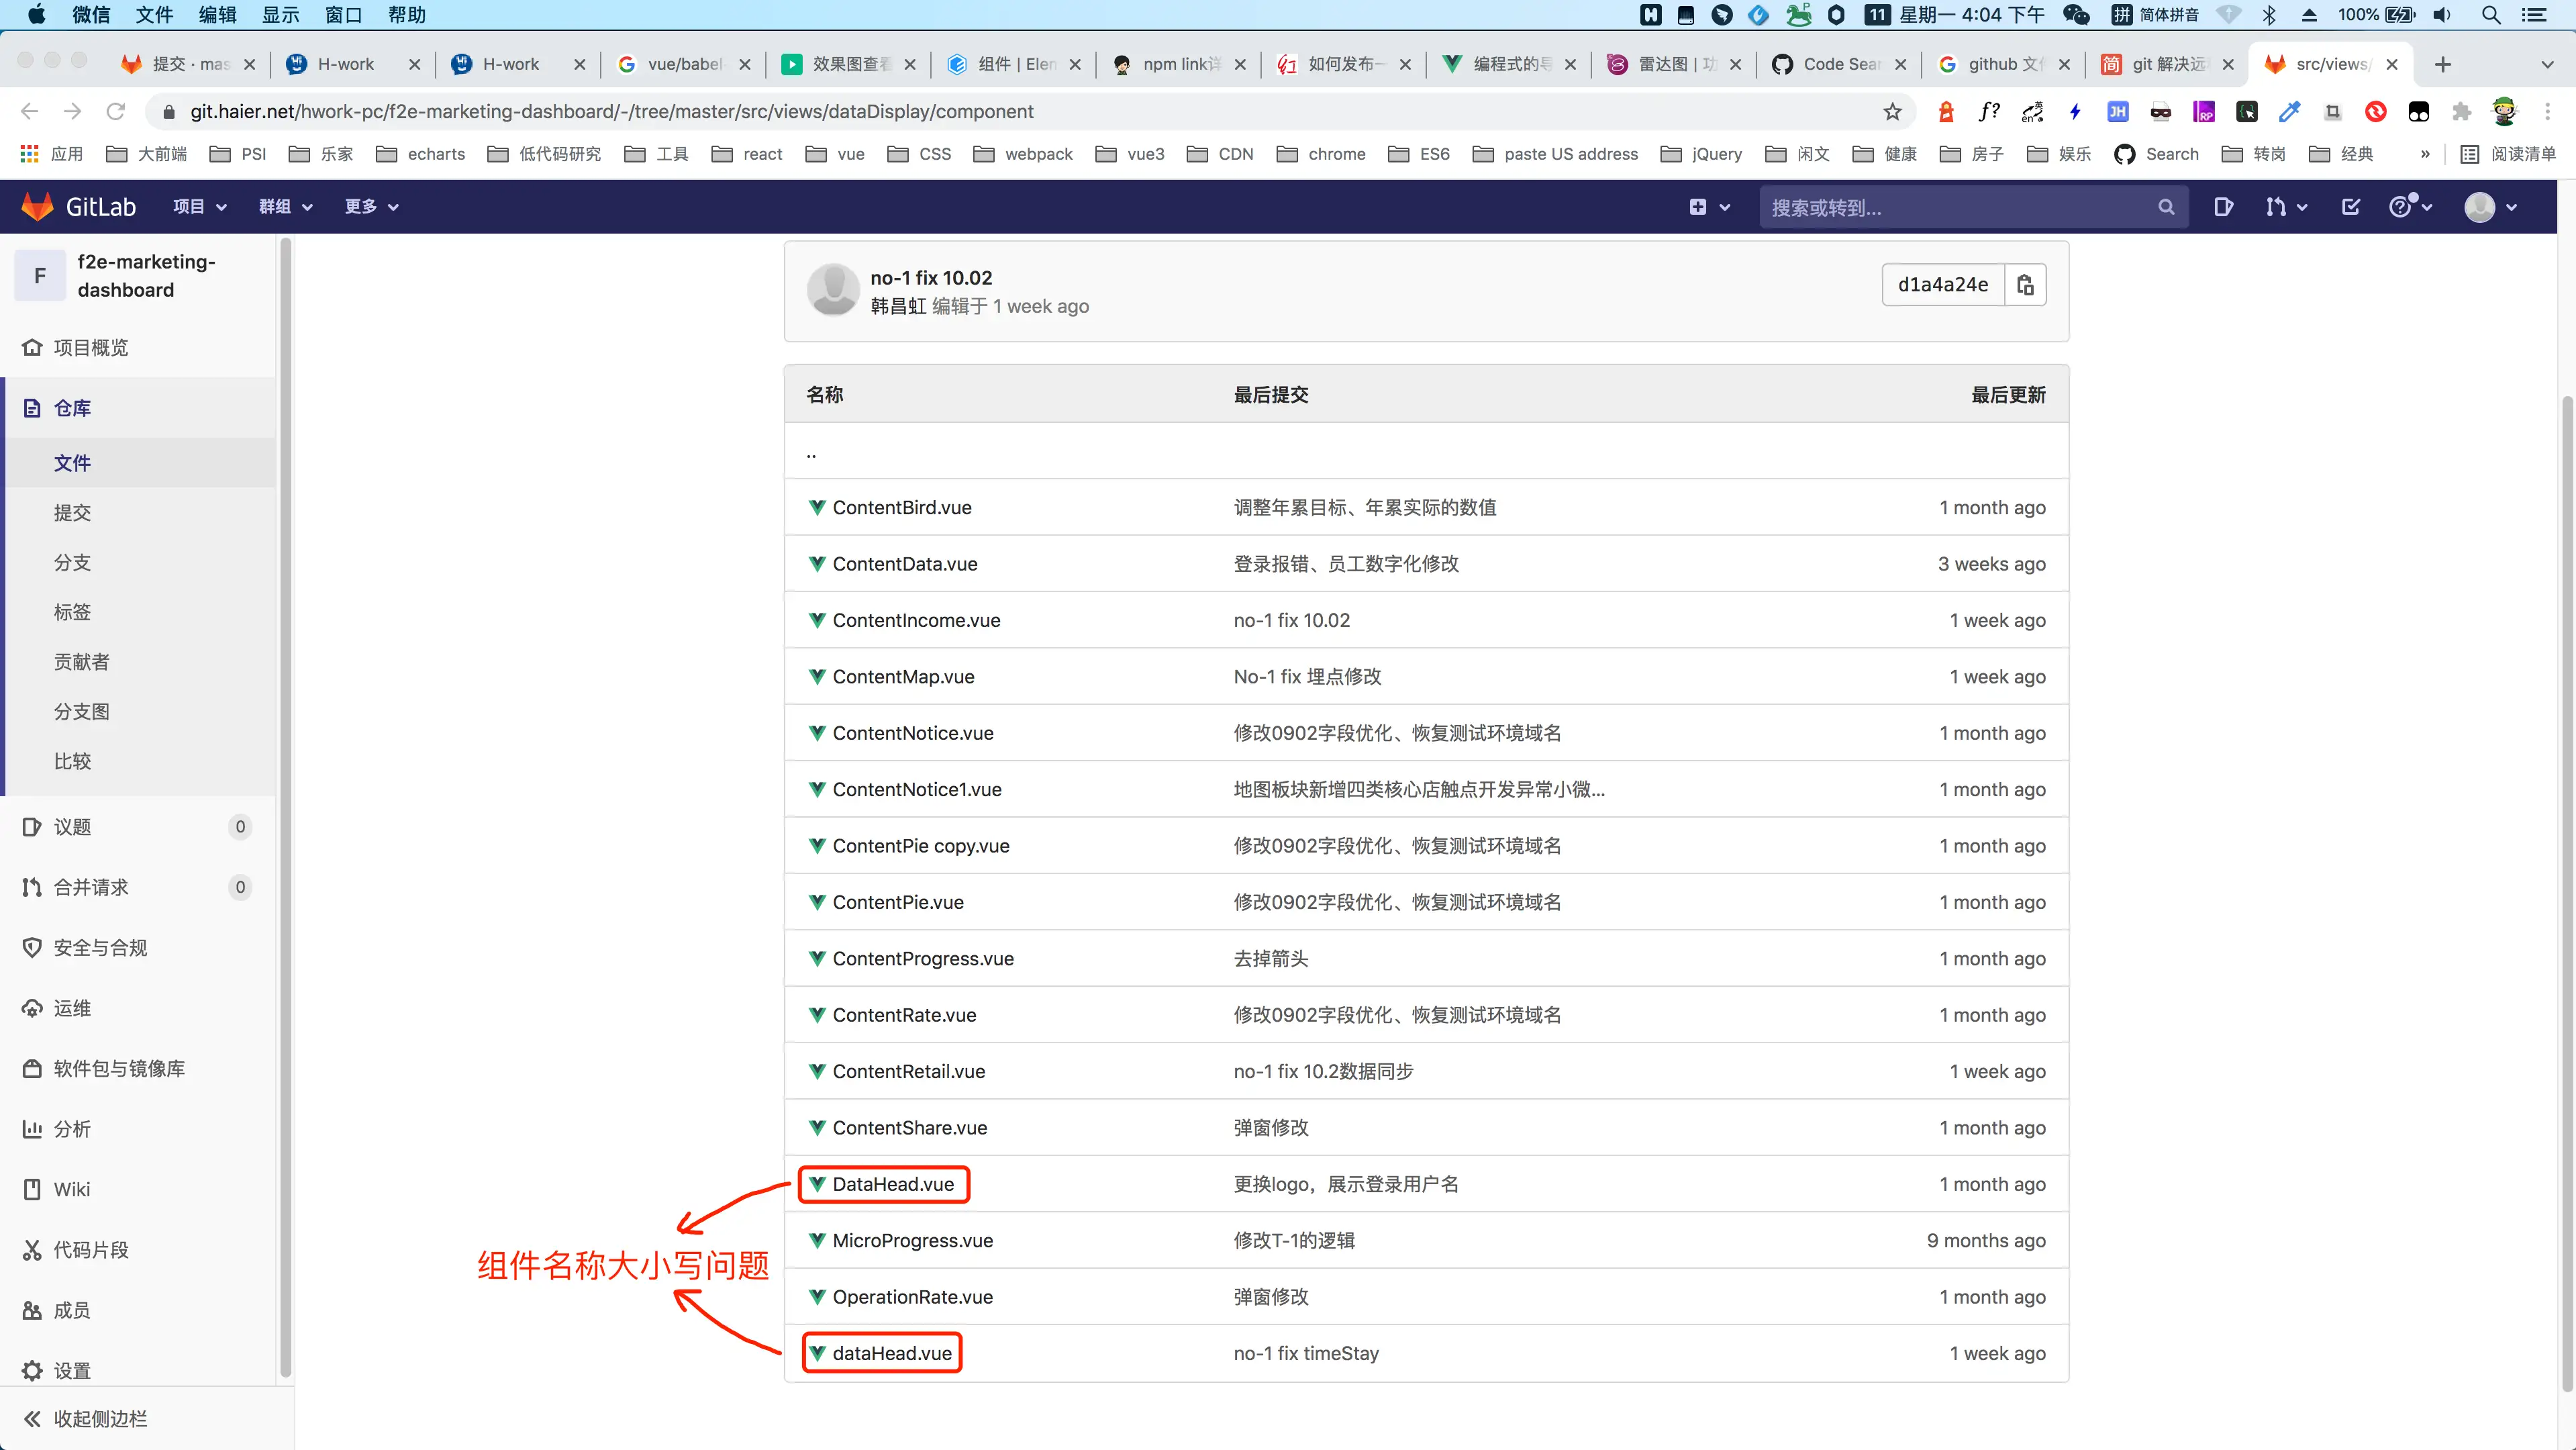 微信 文件 编辑 显示 窗口 帮助 11 星期一 4:04 下午 拼 简体拼音 100%
提交 · mas H-work H-work vue/babel 效果图查看 组件 | Elem npm link详 如何发布一 编程式的导 雷达图 | 功 Code Sear github 文件 git 解决远 src/views/
git.haier.net/hwork-pc/f2e-marketing-dashboard/-/tree/master/src/views/dataDisplay/component
应用 大前端 PSI 乐家 echarts 低代码研究 工具 react vue CSS webpack vue3 CDN chrome ES6 paste US address jQuery 闲文 健康 房子 娱乐 Search 转岗 经典 » 阅读清单
GitLab 项目 群组 更多 搜索或转到...
F f2e-marketing-
dashboard
项目概览
仓库
文件
提交
分支
标签
贡献者
分支图
比较
议题 0
合并请求 0
安全与合规
运维
软件包与镜像库
分析
Wiki
代码片段
成员
设置
收起侧边栏
no-1 fix 10.02
韩昌虹 编辑于 1 week ago
d1a4a24e
名称 最后提交 最后更新
..
ContentBird.vue 调整年累目标、年累实际的数值 1 month ago
ContentData.vue 登录报错、员工数字化修改 3 weeks ago
ContentIncome.vue no-1 fix 10.02 1 week ago
ContentMap.vue No-1 fix 埋点修改 1 week ago
ContentNotice.vue 修改0902字段优化、恢复测试环境域名 1 month ago
ContentNotice1.vue 地图板块新增四类核心店触点开发异常小微... 1 month ago
ContentPie copy.vue 修改0902字段优化、恢复测试环境域名 1 month ago
ContentPie.vue 修改0902字段优化、恢复测试环境域名 1 month ago
ContentProgress.vue 去掉箭头 1 month ago
ContentRate.vue 修改0902字段优化、恢复测试环境域名 1 month ago
ContentRetail.vue no-1 fix 10.2数据同步 1 week ago
ContentShare.vue 弹窗修改 1 month ago
DataHead.vue 更换logo，展示登录用户名 1 month ago
MicroProgress.vue 修改T-1的逻辑 9 months ago
组件名称大小写问题
OperationRate.vue 弹窗修改 1 month ago
dataHead.vue no-1 fix timeStay 1 week ago